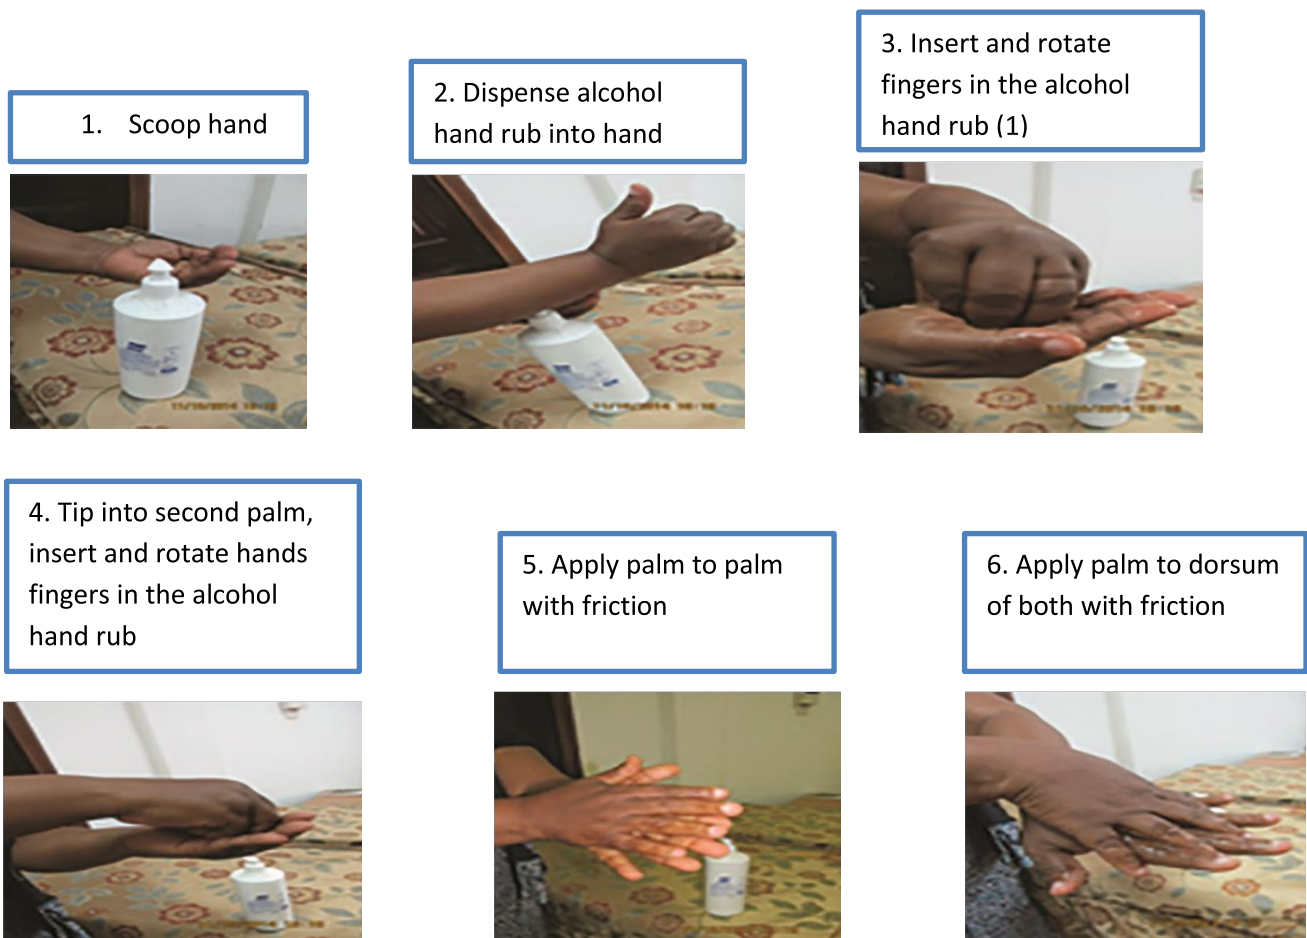 1. Scoop hand
2. Dispense alcohol
hand rub into hand
3. Insert and rotate
fingers in the alcohol
hand rub (1)
4. Tip into second palm,
insert and rotate hands
fingers in the alcohol
hand rub
5. Apply palm to palm
with friction
6. Apply palm to dorsum
of both with friction